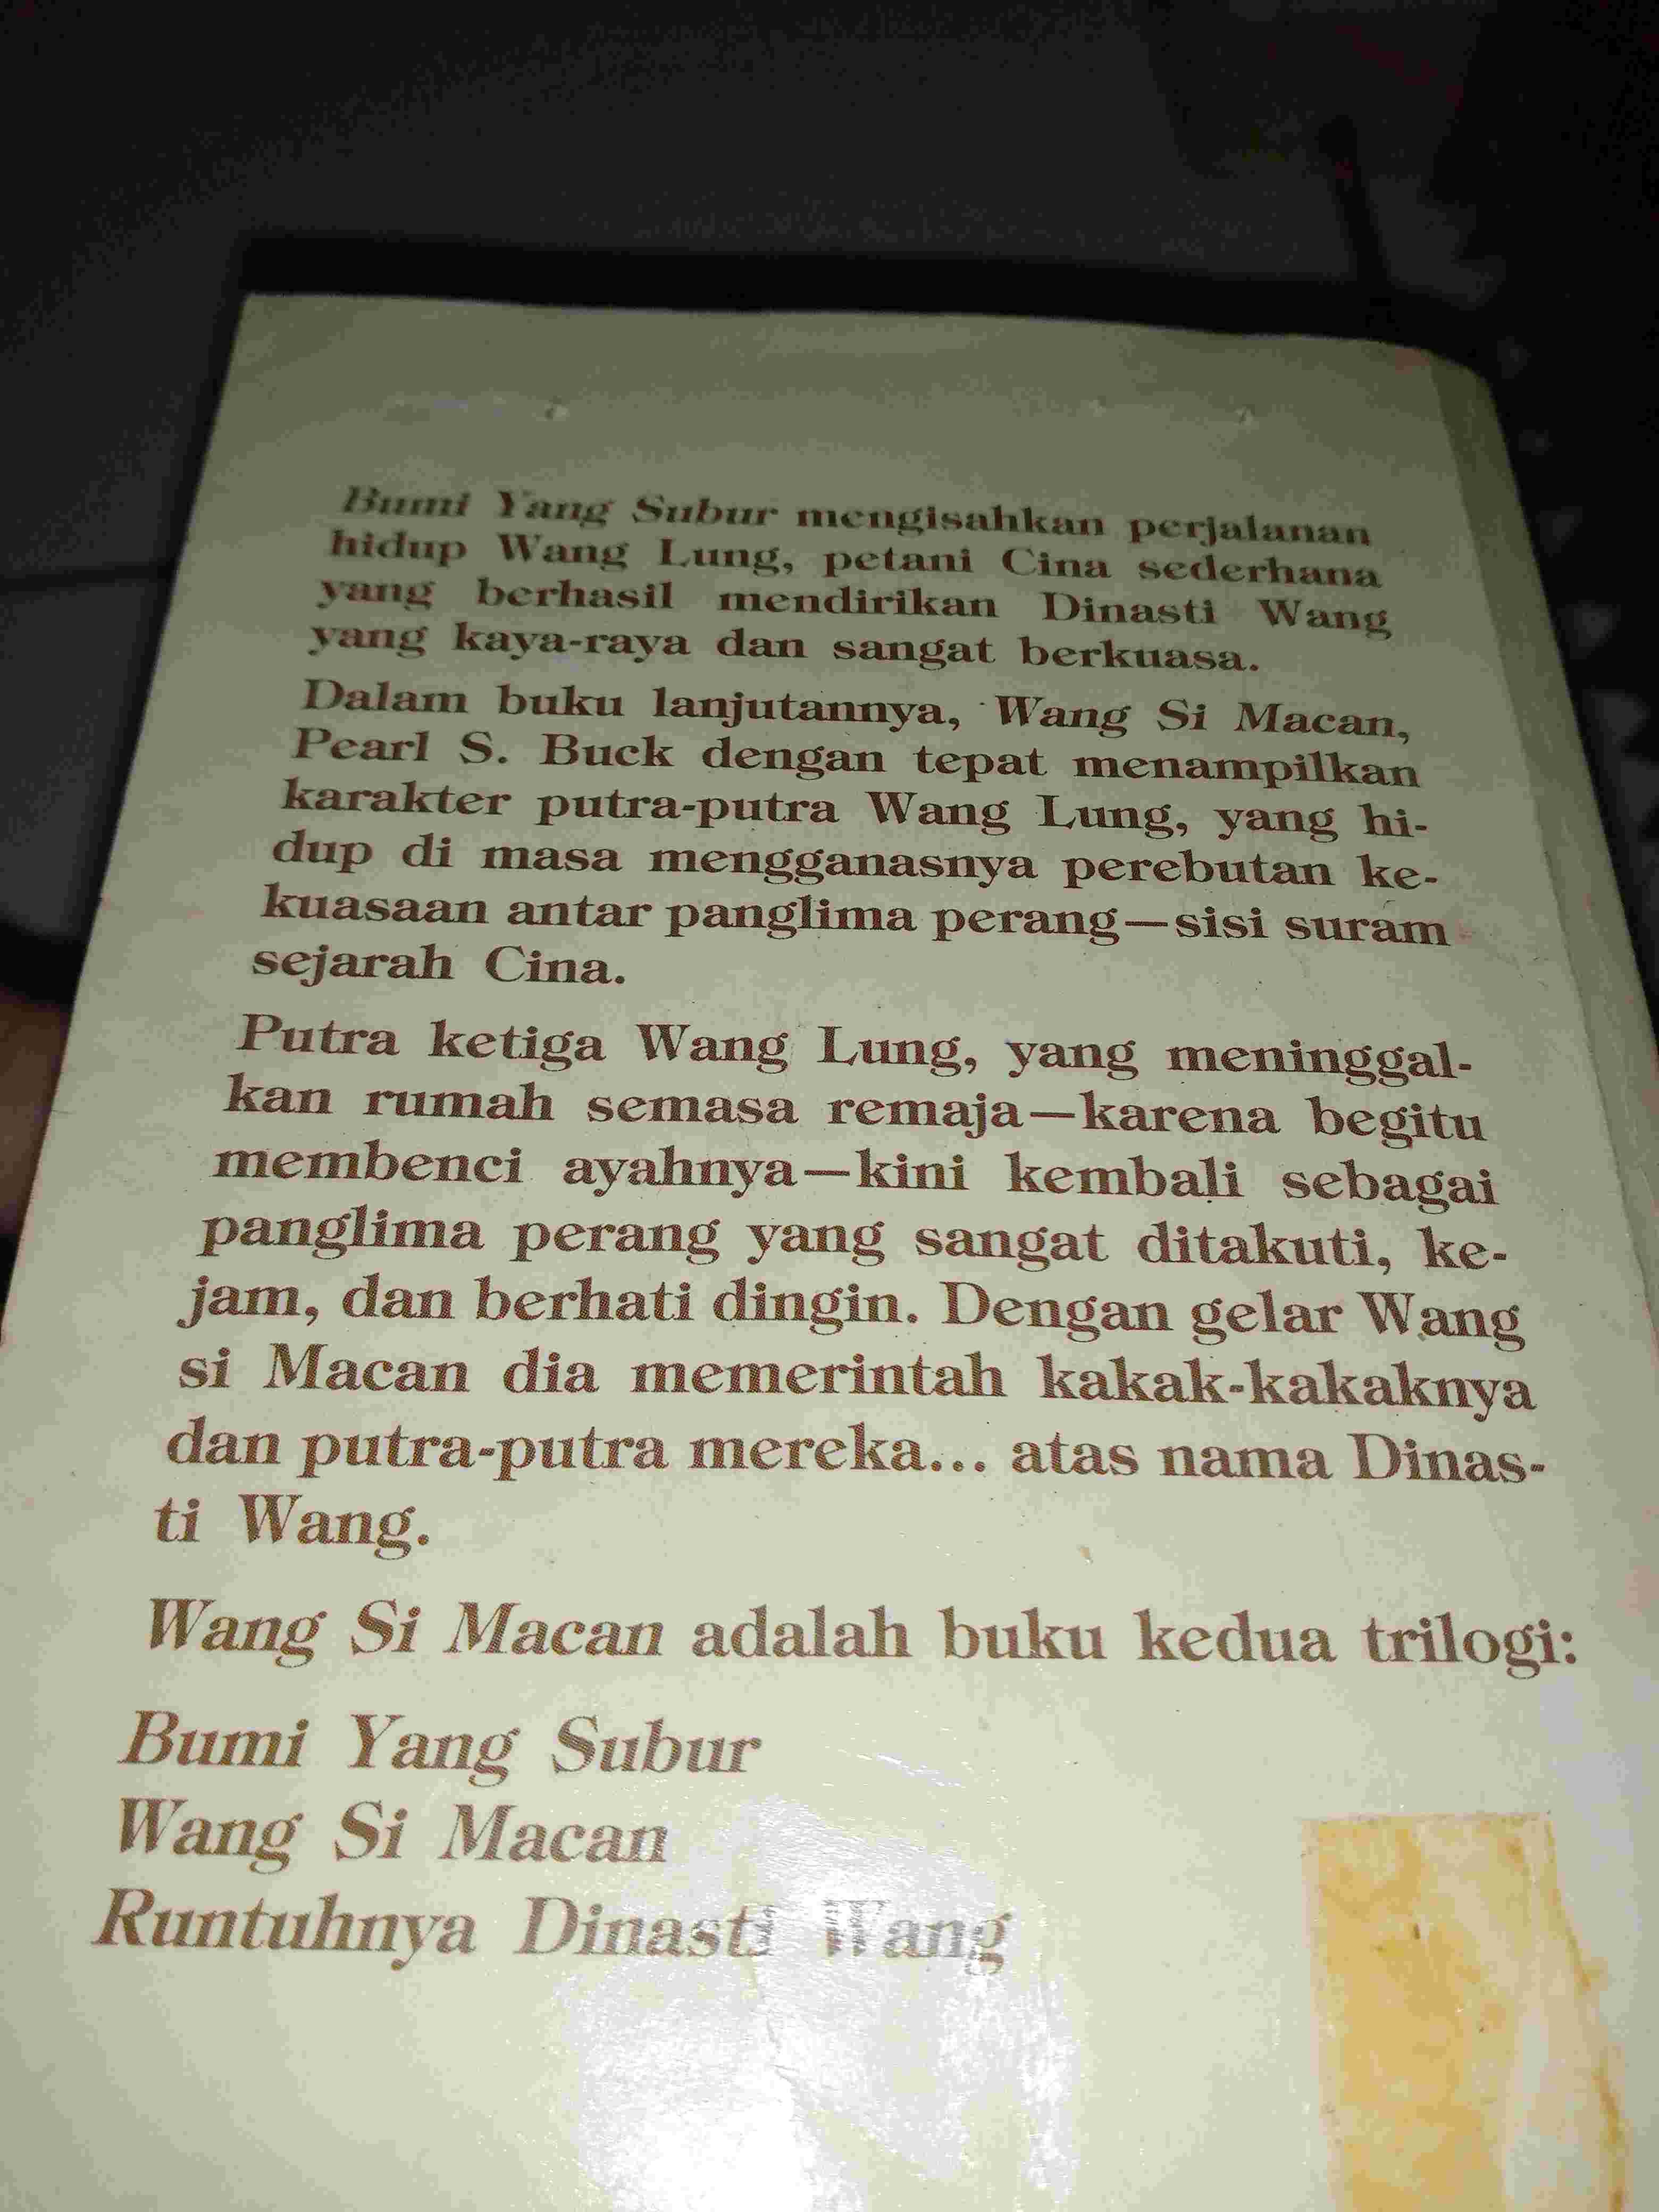 Bumi Yang Subur mengisahkan perjalanan
hidup Wang Lung, petani Cina sederhana
yang berhasil mendirikan Dinasti Wang
yang kaya-raya dan sangat berkuasa.
Dalam buku lanjutannya, Wang Si Macan,
Pearl S. Buck dengan tepat menampilkan
karakter putra-putra Wang Lung, yang hi-
dup di masa mengganasnya perebutan ke-
kuasaan antar panglima perang—sisi suram
sejarah Cina.
Putra ketiga Wang Lung, yang meninggal-
kan rumah semasa remaja—karena begitu
membenci ayahnya—kini kembali sebagai
panglima perang yang sangat ditakuti, ke-
jam, dan berhati dingin. Dengan gelar Wang
si Macan dia memerintah kakak-kakaknya
dan putra-putra mereka... atas nama Dinas-
ti Wang.
Wang Si Macan adalah buku kedua trilogi:
Bumi Yang Subur
Wang Si Macan
Runtuhnya Dinasti Wang